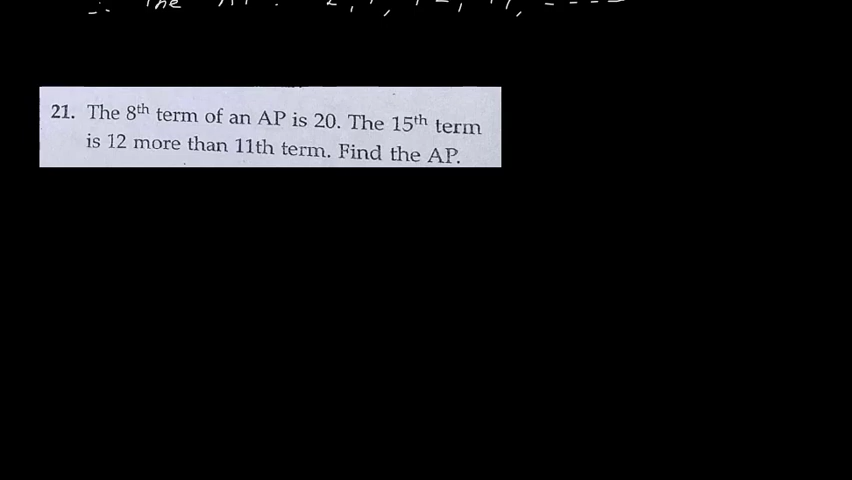 ∴ The
21. The 8th term of an AP is 20. The 15th term
is 12 more than 11th term. Find the AP.